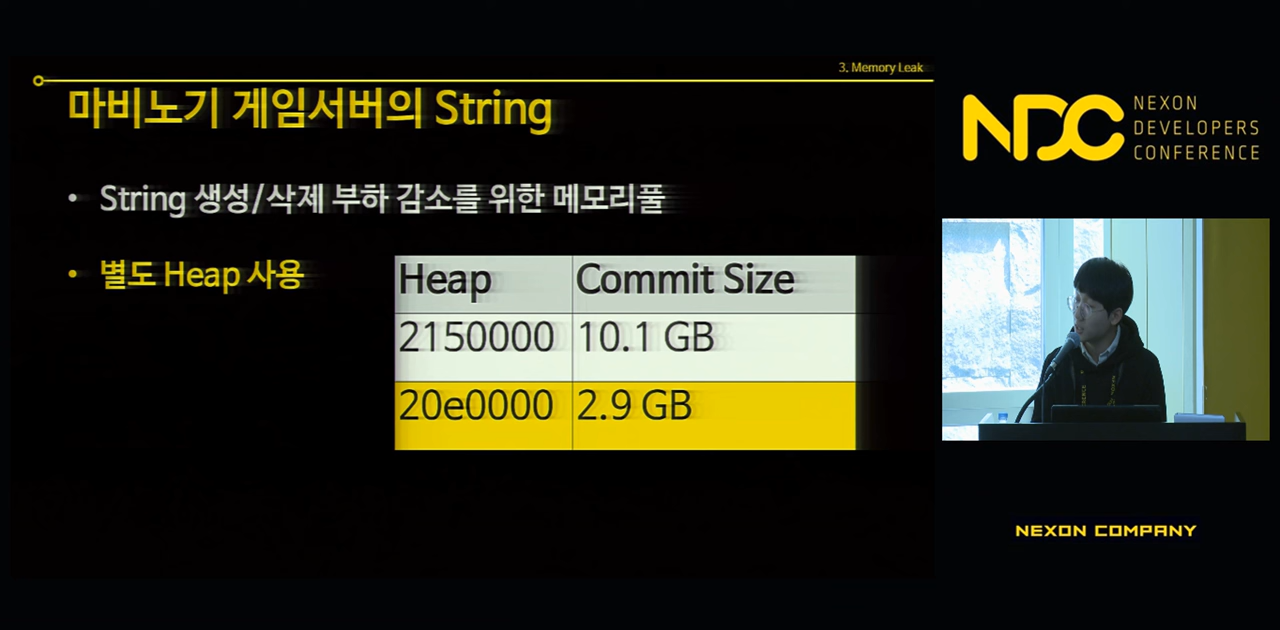 3. Memory Leak
마비노기 게임서버의 String
• String 생성/삭제 부하 감소를 위한 메모리풀
• 별도 Heap 사용
Heap Commit Size
2150000 10.1 GB
20e0000 2.9 GB
NDC
NEXON
DEVELOPERS
CONFERENCE
NEXON COMPANY